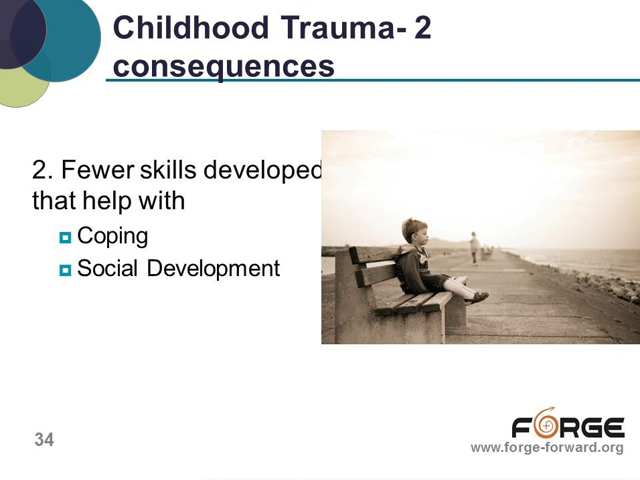 Childhood Trauma- 2
consequences
2. Fewer skills developed
that help with
Coping
Social Development
34
FORGE
www.forge-forward.org